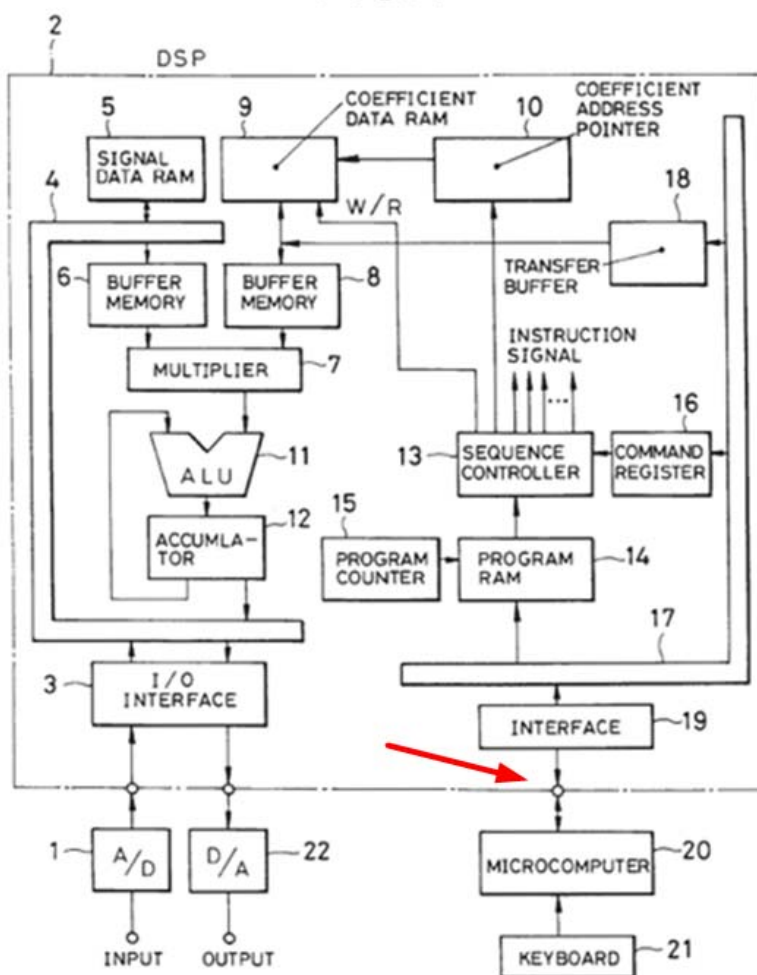 2
DSP
5
SIGNAL
DATA RAM
9
COEFFICIENT
DATA RAM
10
COEFFICIENT
ADDRESS
POINTER
4
W/R
18
TRANSFER
BUFFER
6
BUFFER
MEMORY
BUFFER
MEMORY
8
INSTRUCTION
SIGNAL
MULTIPLIER
7
...
16
ALU
11
13
SEQUENCE
CONTROLLER
COMMAND
REGISTER
12
ACCUMLA-
TOR
15
PROGRAM
COUNTER
PROGRAM
RAM
14
17
3
I/O
INTERFACE
INTERFACE
19
1
A/D
D/A
22
MICROCOMPUTER
20
INPUT
OUTPUT
KEYBOARD
21